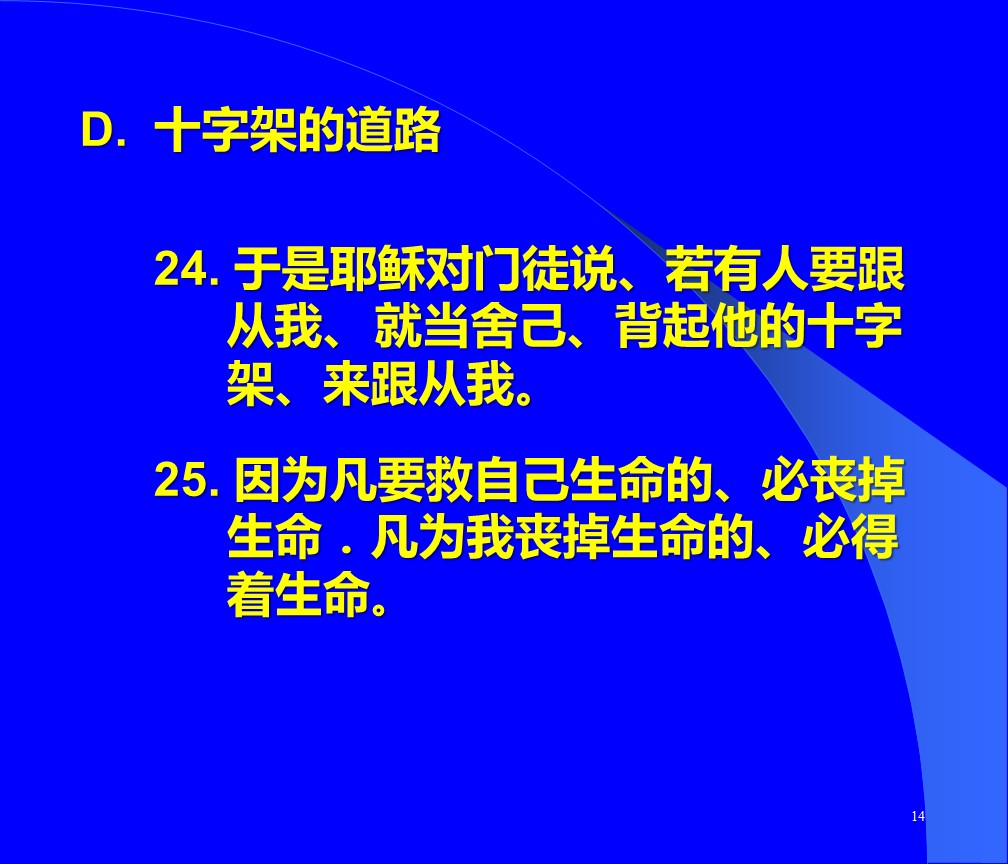 D. 十字架的道路
24. 于是耶稣对门徒说、若有人要跟
从我、就当舍己、背起他的十字
架、来跟从我。
25. 因为凡要救自己生命的、必丧掉
生命．凡为我丧掉生命的、必得
着生命。
14